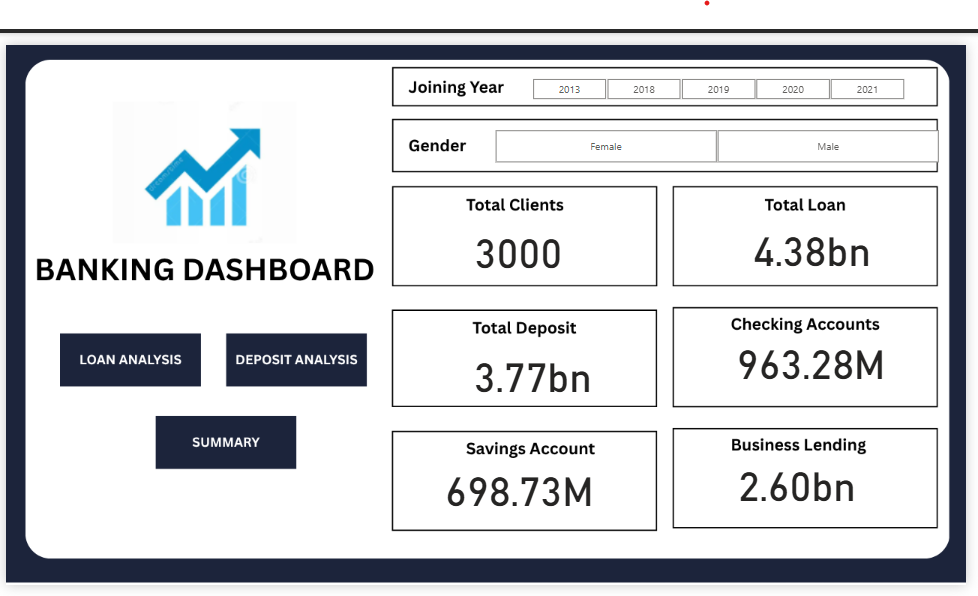 Joining Year
2013 2018 2019 2020 2021
Gender
Female Male
BANKING DASHBOARD
LOAN ANALYSIS
DEPOSIT ANALYSIS
SUMMARY
Total Clients
3000
Total Loan
4.38bn
Total Deposit
3.77bn
Checking Accounts
963.28M
Savings Account
698.73M
Business Lending
2.60bn